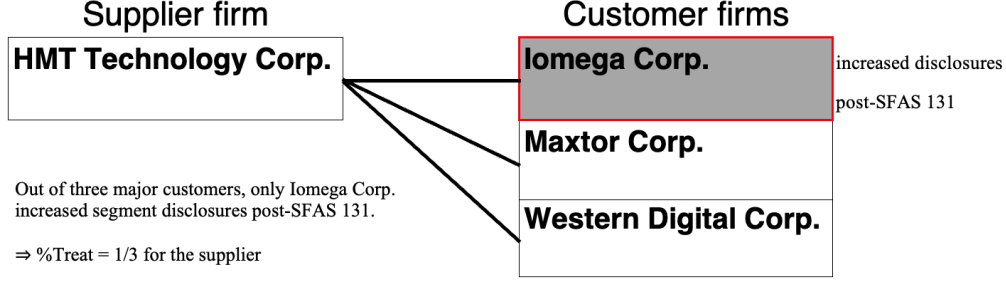 Supplier firm
Customer firms
HMT Technology Corp.
Iomega Corp.
increased disclosures
post-SFAS 131
Maxtor Corp.
Western Digital Corp.
Out of three major customers, only Iomega Corp.
increased segment disclosures post-SFAS 131.
⇒ %Treat = 1/3 for the supplier